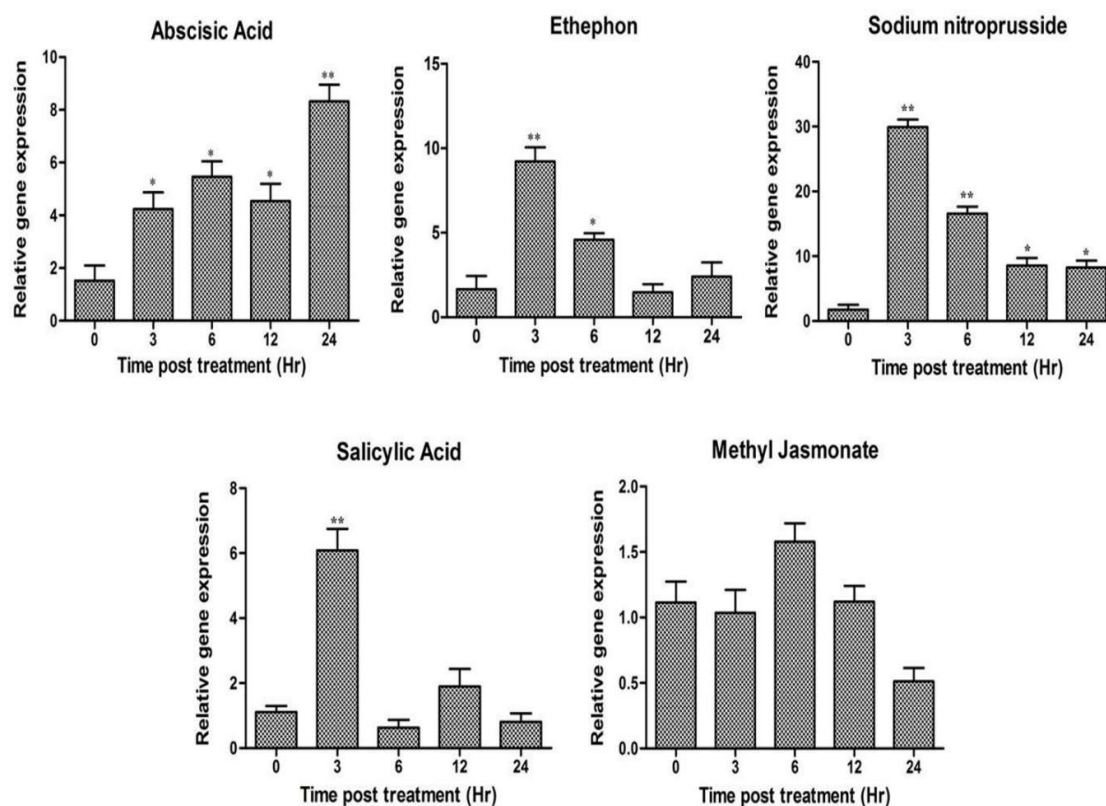 Abscisic Acid
Relative gene expression
10
8
6
4
2
0
*
*
*
**
0 3 6 12 24
Time post treatment (Hr)
Ethephon
Relative gene expression
15
10
5
0
**
*
0 3 6 12 24
Time post treatment (Hr)
Sodium nitroprusside
Relative gene expression
40
30
20
10
0
**
**
*
*
0 3 6 12 24
Time post treatment (Hr)
Salicylic Acid
Relative gene expression
8
6
4
2
0
**
0 3 6 12 24
Time post treatment (Hr)
Methyl Jasmonate
Relative gene expression
2.0
1.5
1.0
0.5
0.0
0 3 6 12 24
Time post treatment (Hr)